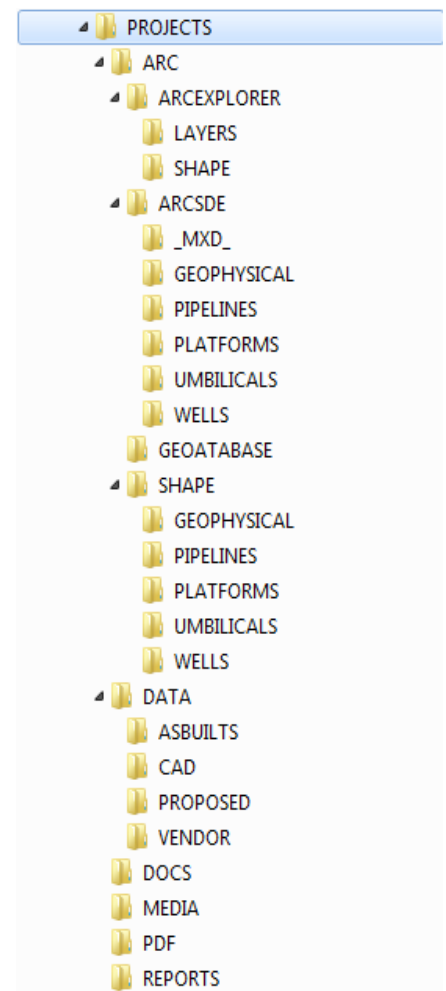 PROJECTS
ARC
ARCEXPLORER
LAYERS
SHAPE
ARCSDE
_MXD_
GEOPHYSICAL
PIPELINES
PLATFORMS
UMBILICALS
WELLS
GEOATABASE
SHAPE
GEOPHYSICAL
PIPELINES
PLATFORMS
UMBILICALS
WELLS
DATA
ASBUILTS
CAD
PROPOSED
VENDOR
DOCS
MEDIA
PDF
REPORTS